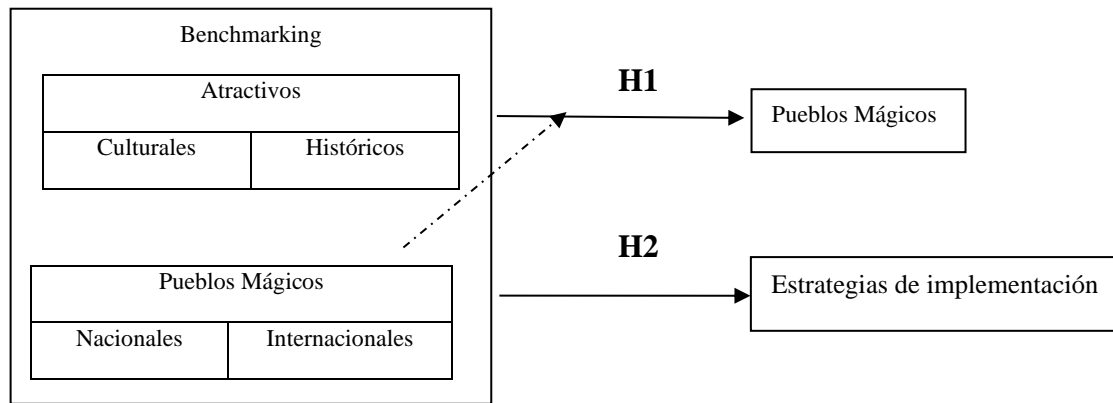 Benchmarking
Atractivos
Culturales
Históricos
Pueblos Mágicos
Nacionales
Internacionales
H1
Pueblos Mágicos
H2
Estrategias de implementación